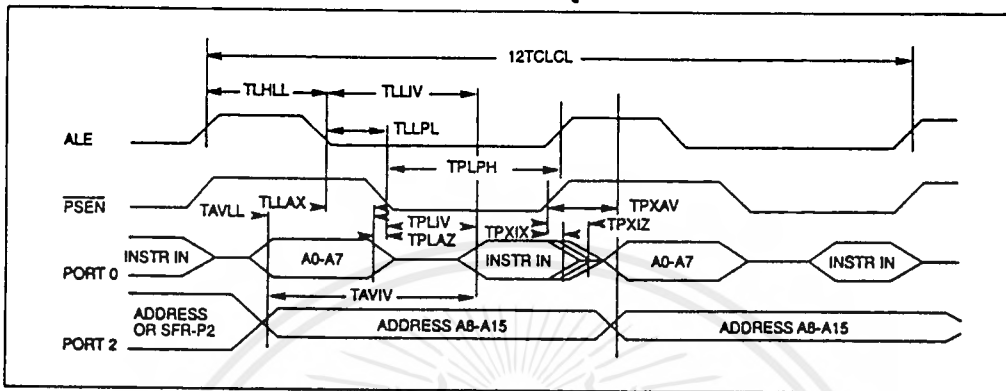 12TCLCL
TLHLL
TLLIV
ALE
TLLPL
TPLPH
PSEN
TLLAX
TPXAV
TAVLL
TPLIV
TPXIZ
TPLAZ
TPXIX
PORT 0
INSTR IN
A0-A7
INSTR IN
A0-A7
INSTR IN
TAVIV
ADDRESS
OR SFR-P2
ADDRESS A8-A15
ADDRESS A8-A15
PORT 2